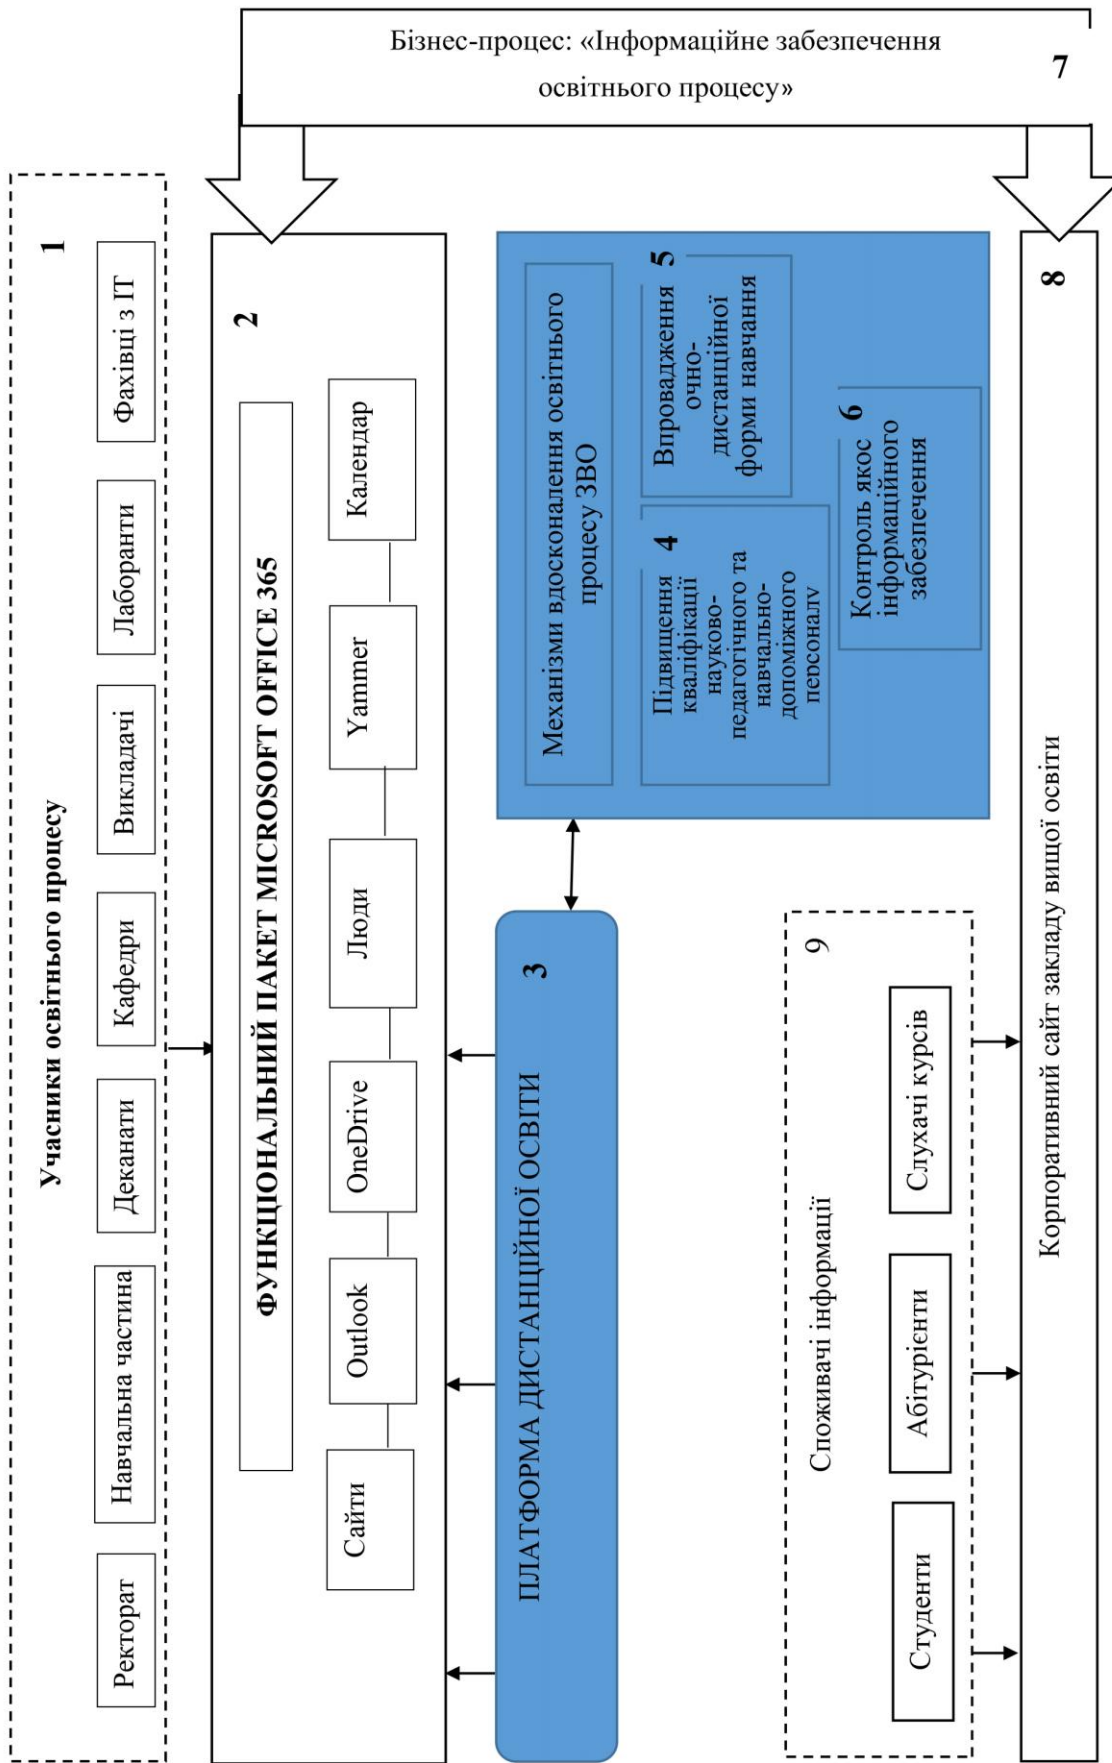 Бізнес-процес: «Інформаційне забезпечення
освітнього процесу»
7
Учасники освітнього процесу
1
Ректорат
Навчальна частина
Деканати
Кафедри
Викладачі
Лаборанти
Фахівці з ІТ
2
ФУНКЦІОНАЛЬНИЙ ПАКЕТ MICROSOFT OFFICE 365
Сайти
Outlook
OneDrive
Люди
Yammer
Календар
ПЛАТФОРМА ДИСТАНЦІЙНОЇ ОСВІТИ
3
Механізми вдосконалення освітнього
процесу ЗВО
4
Підвищення
кваліфікації
науково-
педагогічного та
навчально-
допоміжного
персоналу
5
Впровадження
очно-
дистанційної
форми навчання
6
Контроль якос
інформаційного
забезпечення
Споживачі інформації
9
Студенти
Абітурієнти
Слухачі курсів
Корпоративний сайт закладу вищої освіти
8